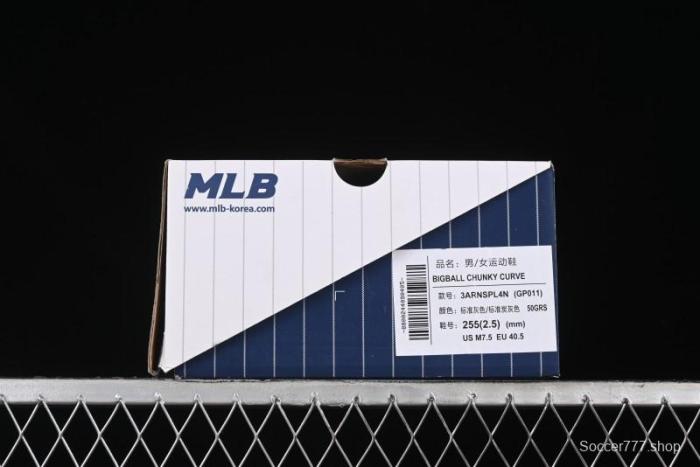 MLB
www.mlb-korea.com
品名：男/女运动鞋
BIGBALL CHUNKY CURVE
款号：3ARNSPL4N (GP011)
颜色：标准灰色/标准炭灰色 50GRS
鞋号：255(2.5) (mm)
US M7.5 EU 40.5
Soccer777.shop